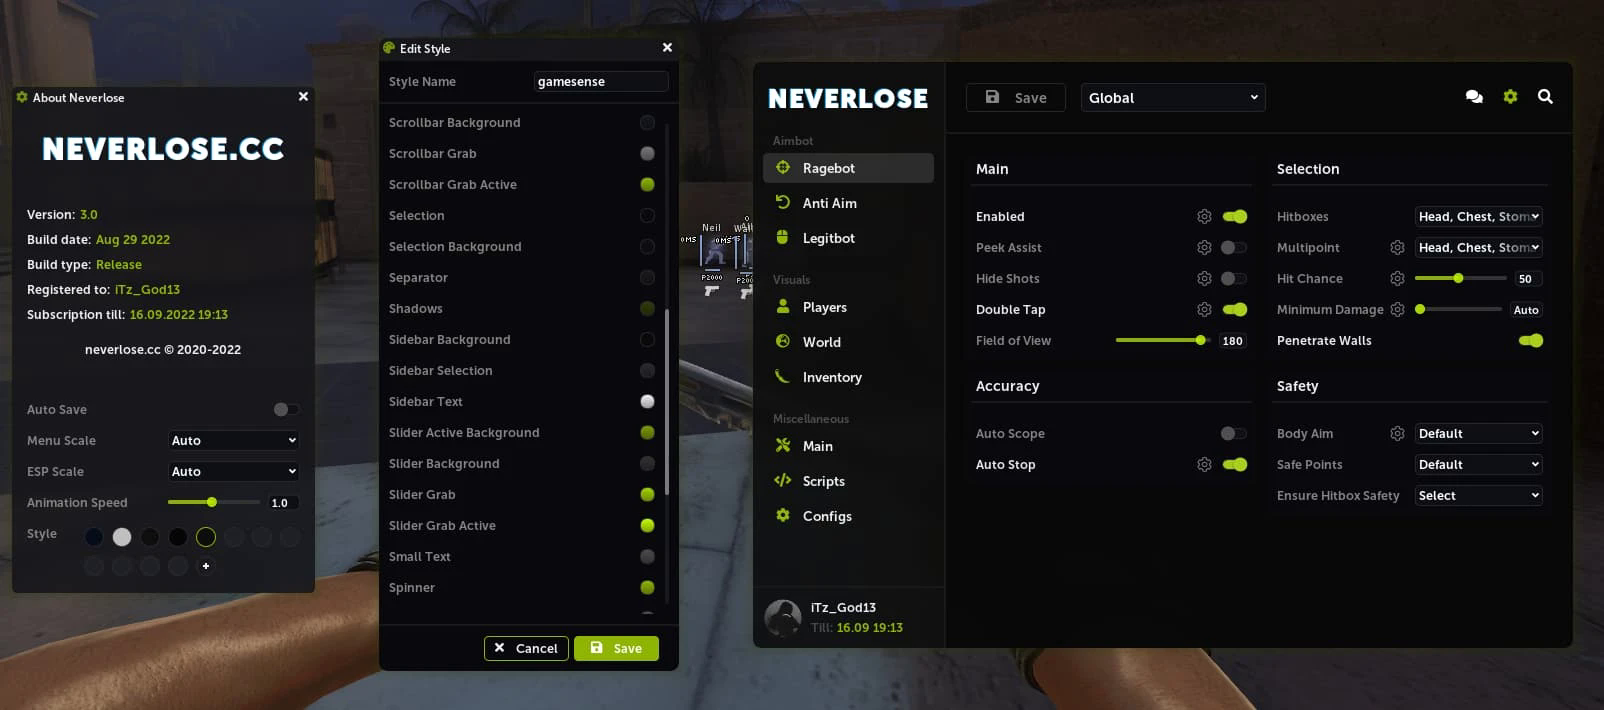 About Neverlose
NEVERLOSE.CC
Version: 3.0
Build date: Aug 29 2022
Build type: Release
Registered to: iTz_God13
Subscription till: 16.09.2022 19:13
neverlose.cc © 2020-2022
Auto Save
Menu Scale Auto
ESP Scale Auto
Animation Speed 1.0
Style
Edit Style
Style Name gamesense
Scrollbar Background
Scrollbar Grab
Scrollbar Grab Active
Selection
Selection Background
Separator
Shadows
Sidebar Background
Sidebar Selection
Sidebar Text
Slider Active Background
Slider Background
Slider Grab
Slider Grab Active
Small Text
Spinner
Cancel Save
Neil
0MS
0MS
P2000
NEVERLOSE
Aimbot
Ragebot
Anti Aim
Legitbot
Visuals
Players
World
Inventory
Miscellaneous
Main
Scripts
Configs
iTz_God13
Till: 16.09 19:13
Save Global
Main
Enabled
Peek Assist
Hide Shots
Double Tap
Field of View 180
Accuracy
Auto Scope
Auto Stop
Selection
Hitboxes Head, Chest, Stom
Multipoint Head, Chest, Stom
Hit Chance 50
Minimum Damage Auto
Penetrate Walls
Safety
Body Aim Default
Safe Points Default
Ensure Hitbox Safety Select